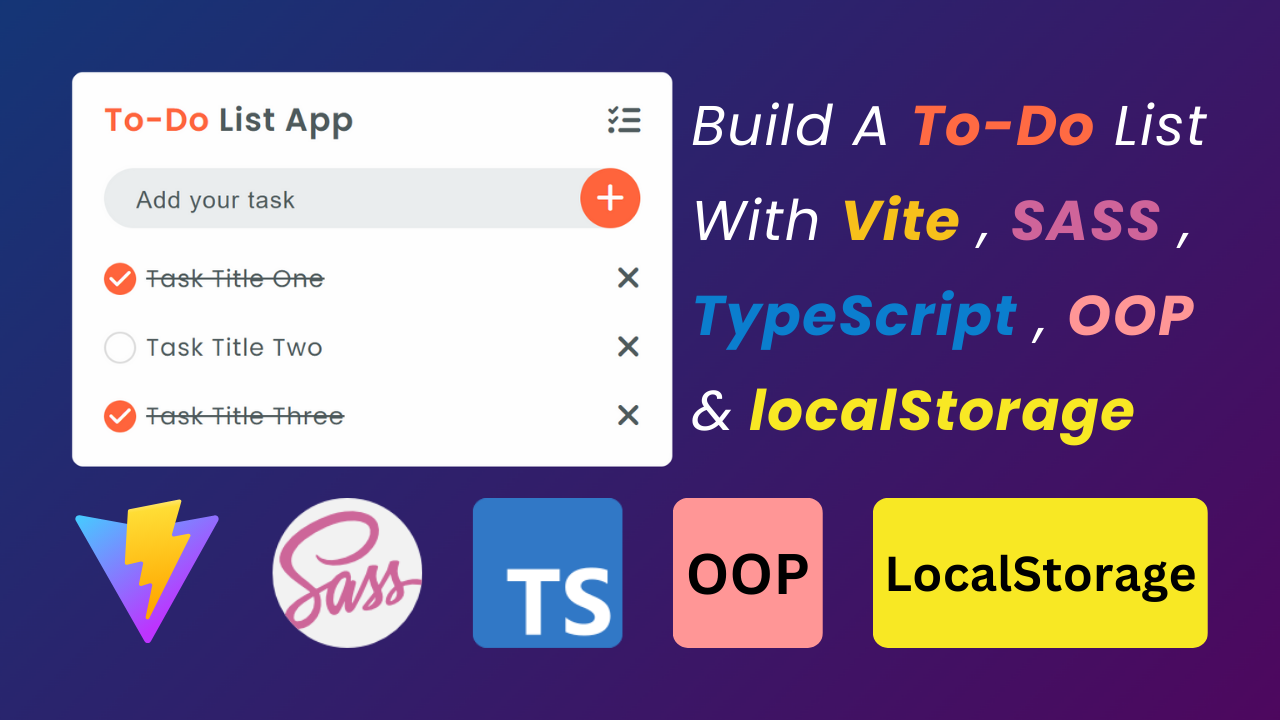 To-Do List App
Add your task
Task Title One
Task Title Two
Task Title Three
Build A To-Do List
With Vite , SASS ,
TypeScript , OOP
& localStorage
Sass
TS
OOP
LocalStorage